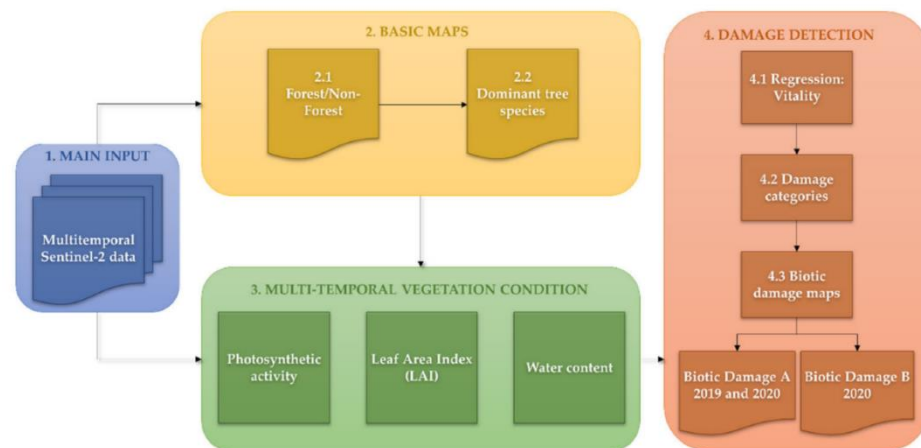 1. MAIN INPUT
Multitemporal
Sentinel-2 data
2. BASIC MAPS
2.1
Forest/Non-
Forest
2.2
Dominant tree
species
3. MULTI-TEMPORAL VEGETATION CONDITION
Photosynthetic
activity
Leaf Area Index
(LAI)
Water content
4. DAMAGE DETECTION
4.1 Regression:
Vitality
4.2 Damage
categories
4.3 Biotic
damage maps
Biotic Damage A
2019 and 2020
Biotic Damage B
2020